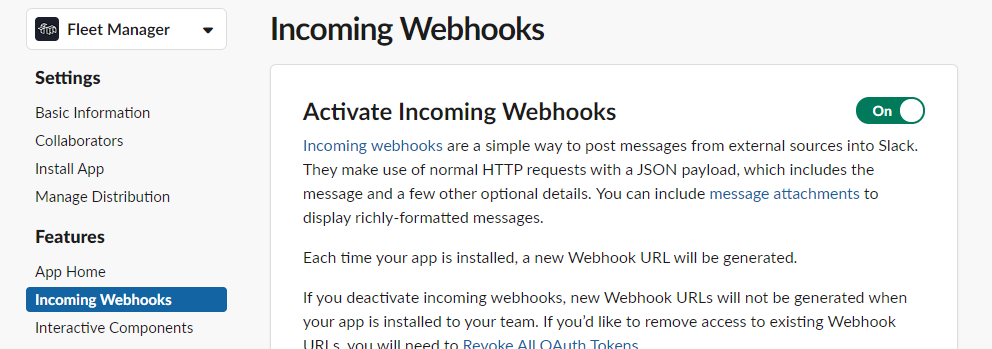 Fleet Manager
Settings
Basic Information
Collaborators
Install App
Manage Distribution
Features
App Home
Incoming Webhooks
Interactive Components
Incoming Webhooks
Activate Incoming Webhooks
On
Incoming webhooks are a simple way to post messages from external sources into Slack.
They make use of normal HTTP requests with a JSON payload, which includes the
message and a few other optional details. You can include message attachments to
display richly-formatted messages.
Each time your app is installed, a new Webhook URL will be generated.
If you deactivate incoming webhooks, new Webhook URLs will not be generated when
your app is installed to your team. If you’d like to remove access to existing Webhook
URLs, you will need to Revoke All OAuth Tokens.